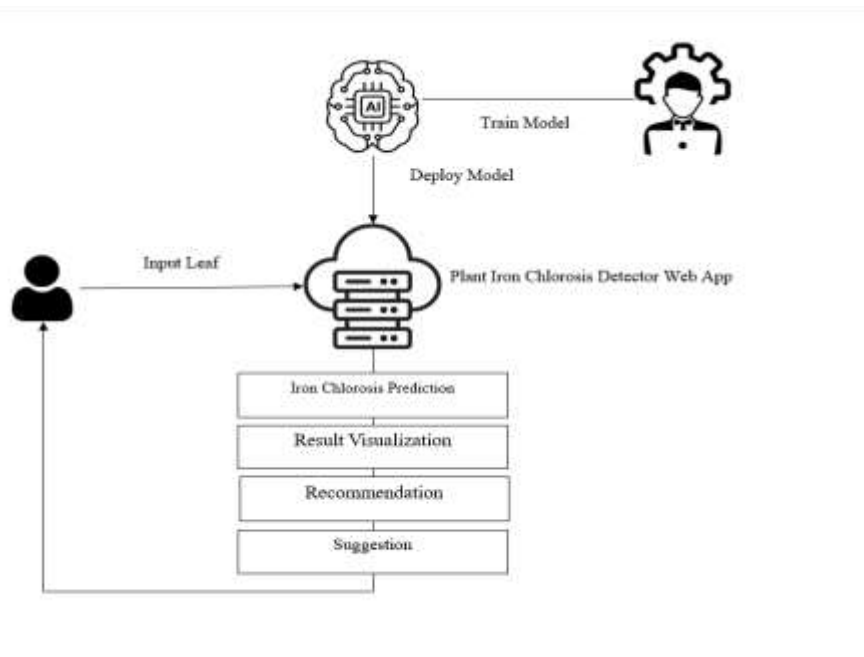 AI
Train Model
Deploy Model
Input Leaf
Plant Iron Chlorosis Detector Web App
Iron Chlorosis Prediction
Result Visualization
Recommendation
Suggestion